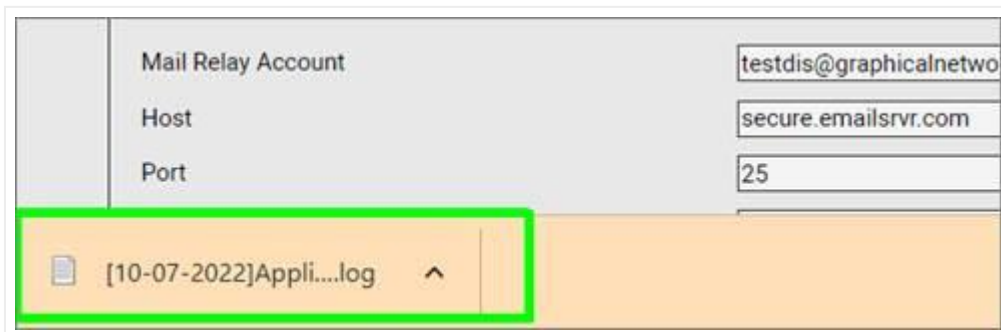 Mail Relay Account
testdis@graphicalnetwo
Host
secure.emailsrvr.com
Port
25
[10-07-2022]Appli....log